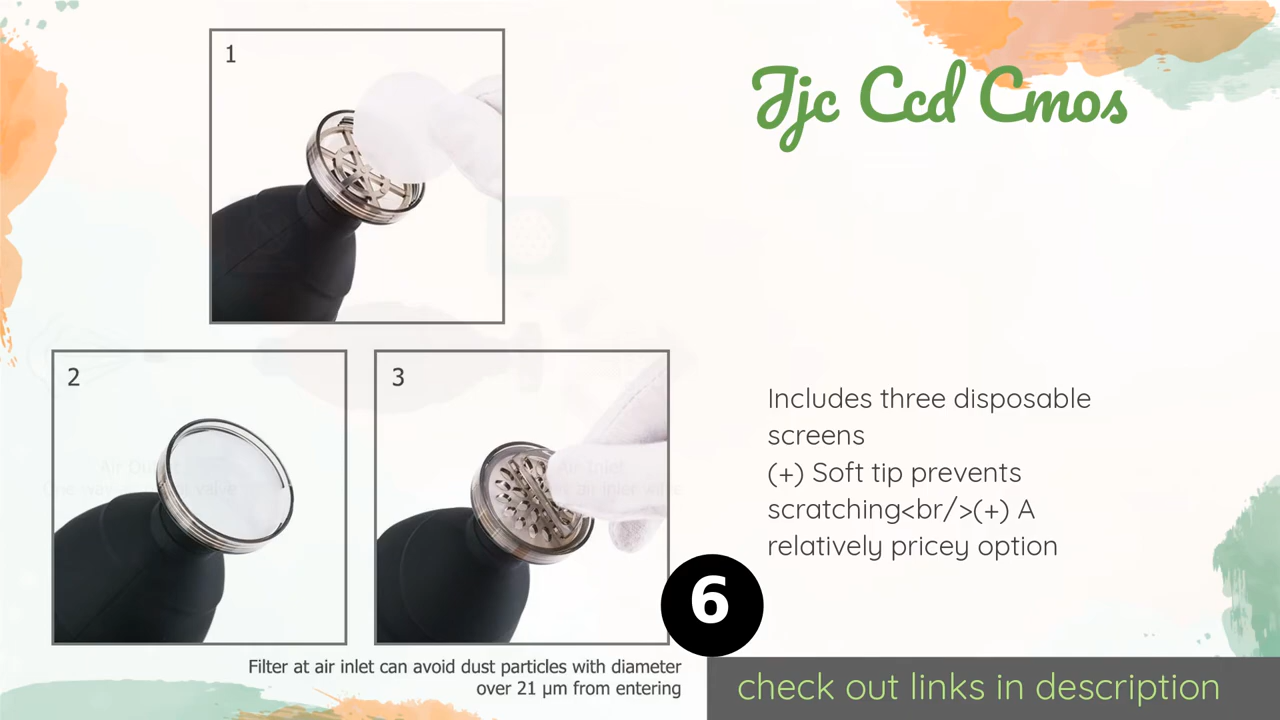 1
Jjc Ccd Cmos
2
3
Includes three disposable
screens
(+) Soft tip prevents
scratching<br/>(+) A
relatively pricey option
6
Filter at air inlet can avoid dust particles with diameter
over 21 µm from entering
check out links in description